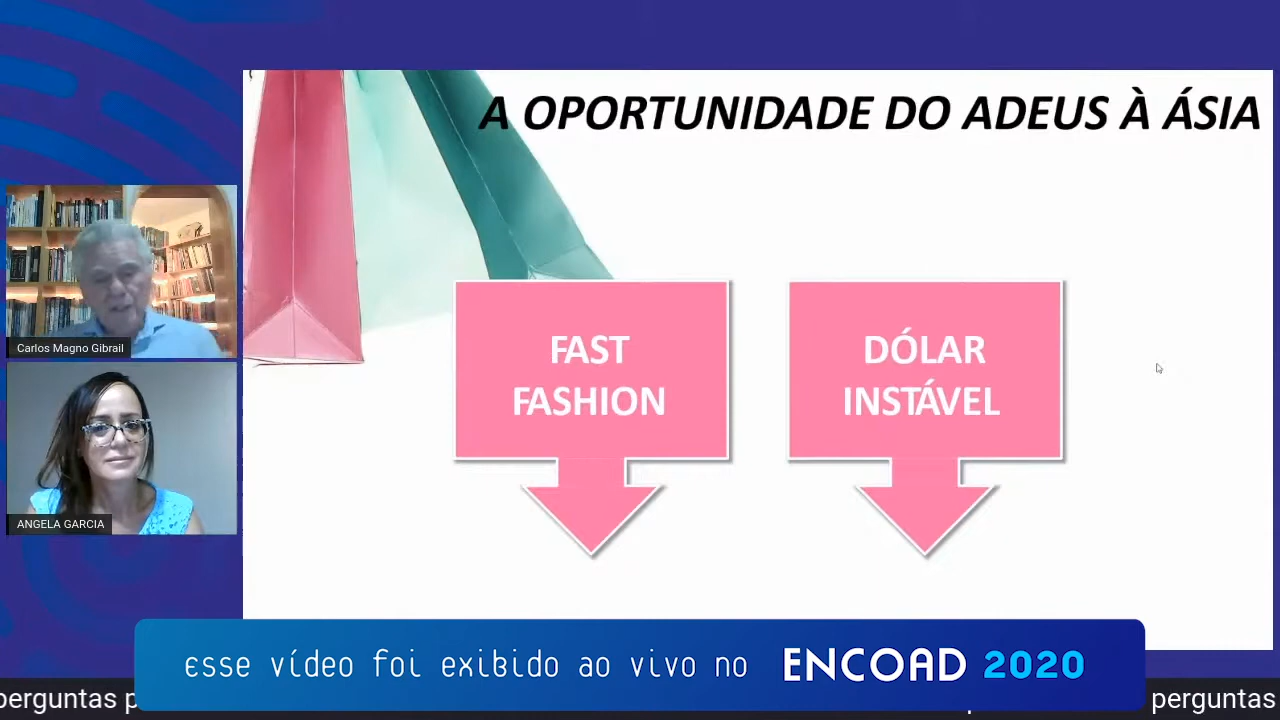 A OPORTUNIDADE DO ADEUS À ÁSIA
FAST
FASHION
DÓLAR
INSTÁVEL
Carlos Magno Gibrail
ANGELA GARCIA
esse vídeo foi exibido ao vivo no ENCOAD 2020
perguntas
perguntas